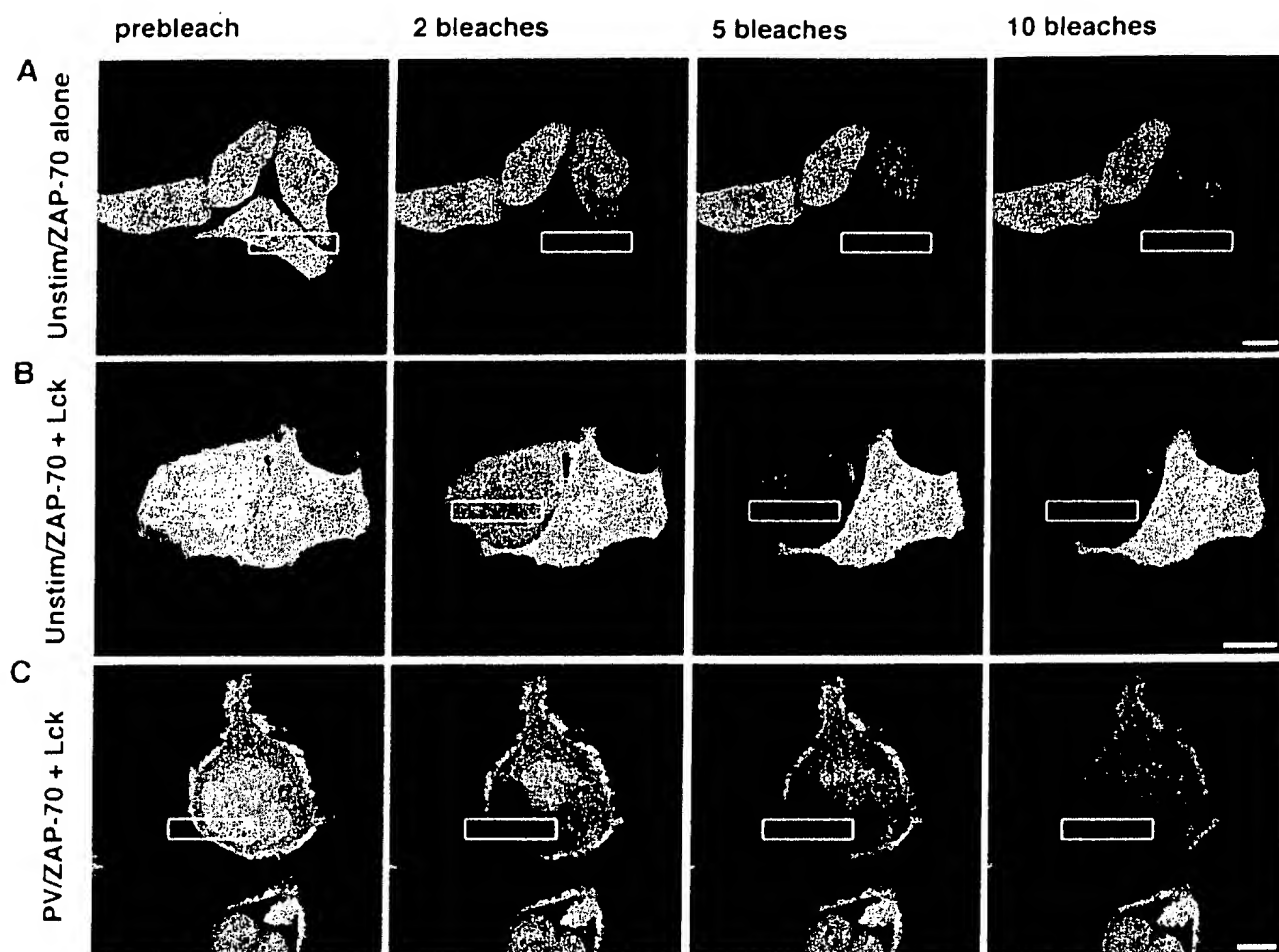 prebleach
2 bleaches
5 bleaches
10 bleaches
A
Unstim/ZAP-70 alone
B
Unstim/ZAP-70 + Lck
C
PV/ZAP-70 + Lck